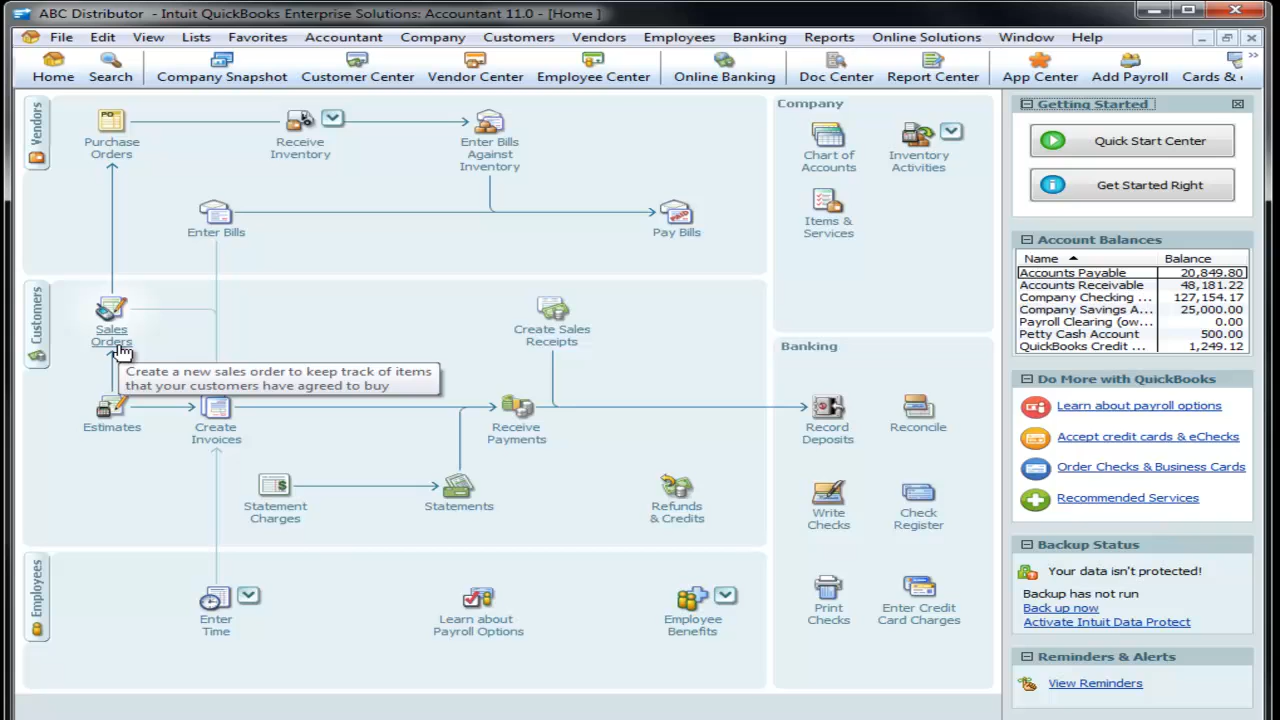 ABC Distributor - Intuit QuickBooks Enterprise Solutions: Accountant 11.0 - [Home ]
File Edit View Lists Favorites Accountant Company Customers Vendors Employees Banking Reports Online Solutions Window Help
Home Search Company Snapshot Customer Center Vendor Center Employee Center Online Banking Doc Center Report Center App Center Add Payroll Cards &
Vendors
PO
Purchase
Orders
Receive
Inventory
Enter Bills
Against
Inventory
Enter Bills
PAID
Pay Bills
Customers
Sales
Orders
Create a new sales order to keep track of items
that your customers have agreed to buy
Create Sales
Receipts
Estimates
Create
Invoices
Receive
Payments
Statement
Charges
Statements
Refunds
& Credits
Employees
Enter
Time
Learn about
Payroll Options
Employee
Benefits
Company
Chart of
Accounts
Inventory
Activities
Items &
Services
Banking
Record
Deposits
Reconcile
Write
Checks
Check
Register
Print
Checks
Enter Credit
Card Charges
Getting Started
Quick Start Center
Get Started Right
Account Balances
Name Balance
Accounts Payable 20,849.80
Accounts Receivable 48,181.22
Company Checking ... 127,154.17
Company Savings A... 25,000.00
Payroll Clearing (ow... 0.00
Petty Cash Account 500.00
QuickBooks Credit ... 1,249.12
Do More with QuickBooks
Learn about payroll options
Accept credit cards & eChecks
Order Checks & Business Cards
Recommended Services
Backup Status
Your data isn't protected!
Backup has not run
Back up now
Activate Intuit Data Protect
Reminders & Alerts
View Reminders